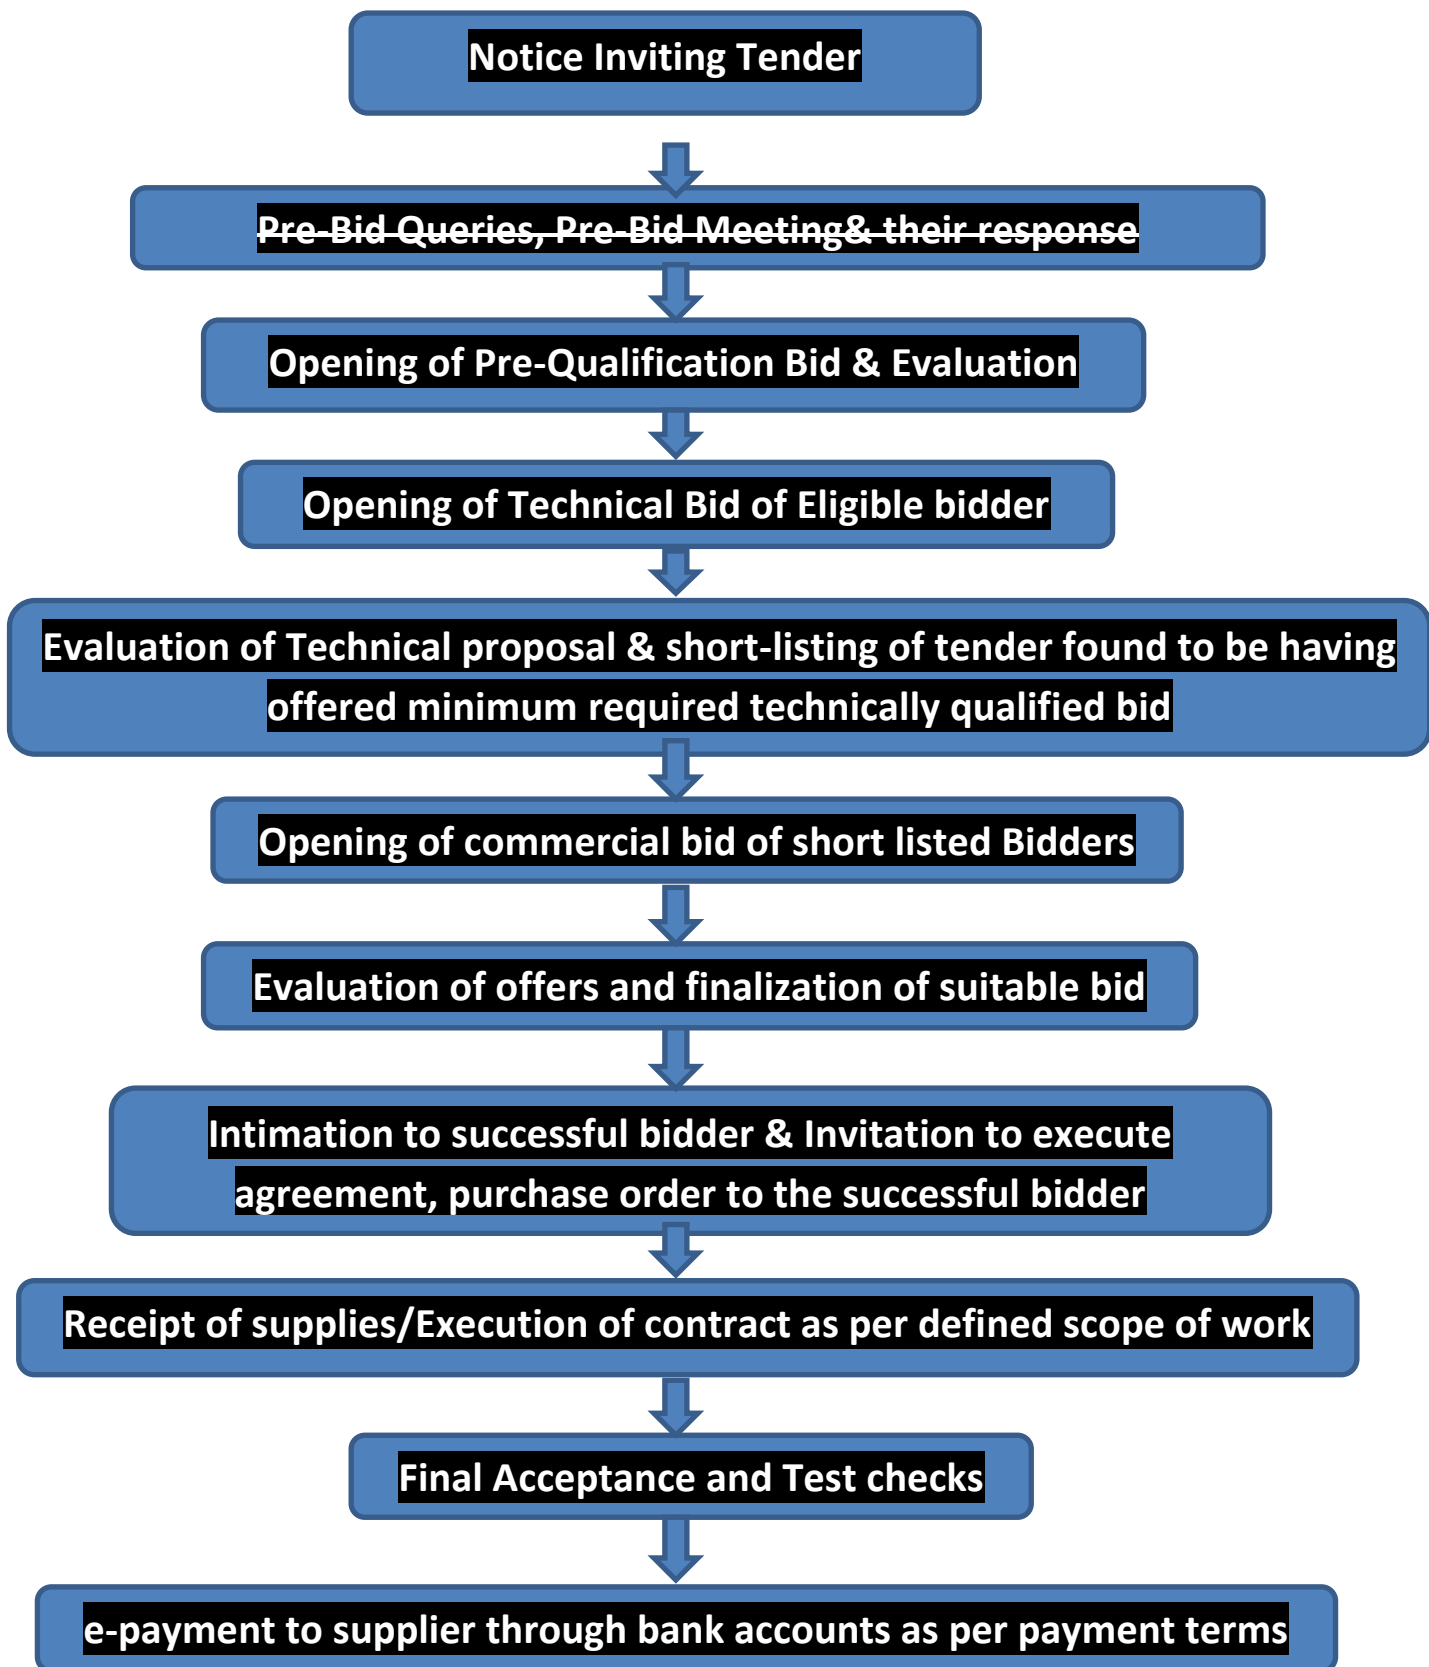 Notice Inviting Tender
Pre-Bid Queries, Pre-Bid Meeting& their response
Opening of Pre-Qualification Bid & Evaluation
Opening of Technical Bid of Eligible bidder
Evaluation of Technical proposal & short-listing of tender found to be having
offered minimum required technically qualified bid
Opening of commercial bid of short listed Bidders
Evaluation of offers and finalization of suitable bid
Intimation to successful bidder & Invitation to execute
agreement, purchase order to the successful bidder
Receipt of supplies/Execution of contract as per defined scope of work
Final Acceptance and Test checks
e-payment to supplier through bank accounts as per payment terms